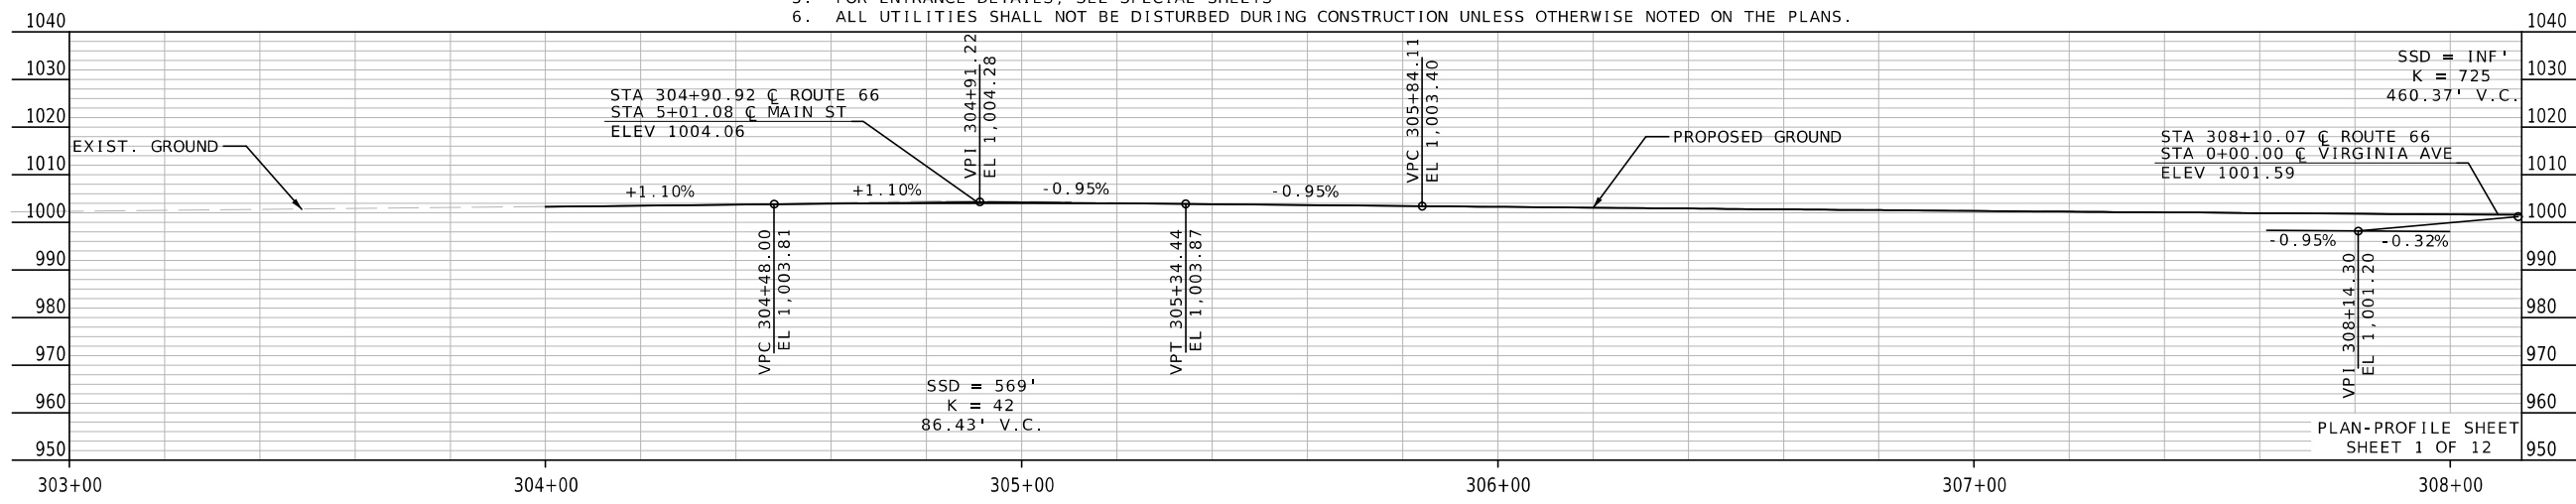 6. ALL UTILITIES SHALL NOT BE DISTURBED DURING CONSTRUCTION UNLESS OTHERWISE NOTED ON THE PLANS.
1040
1030
1020
1010
1000
990
980
970
960
950
EXIST. GROUND
STA 304+90.92 ℄ ROUTE 66
STA 5+01.08 ℄ MAIN ST
ELEV 1004.06
+1.10%
+1.10%
VPC 304+48.00
EL 1,003.81
VPI 304+91.22
EL 1,004.28
-0.95%
VPT 305+34.44
EL 1,003.87
-0.95%
SSD = 569'
K = 42
86.43' V.C.
VPC 305+84.11
EL 1,003.40
PROPOSED GROUND
SSD = INF'
K = 725
460.37' V.C.
STA 308+10.07 ℄ ROUTE 66
STA 0+00.00 ℄ VIRGINIA AVE
ELEV 1001.59
-0.95%
-0.32%
VPI 308+14.30
EL 1,001.20
PLAN-PROFILE SHEET
SHEET 1 OF 12
1040
1030
1020
1010
1000
990
980
970
960
950
303+00
304+00
305+00
306+00
307+00
308+00